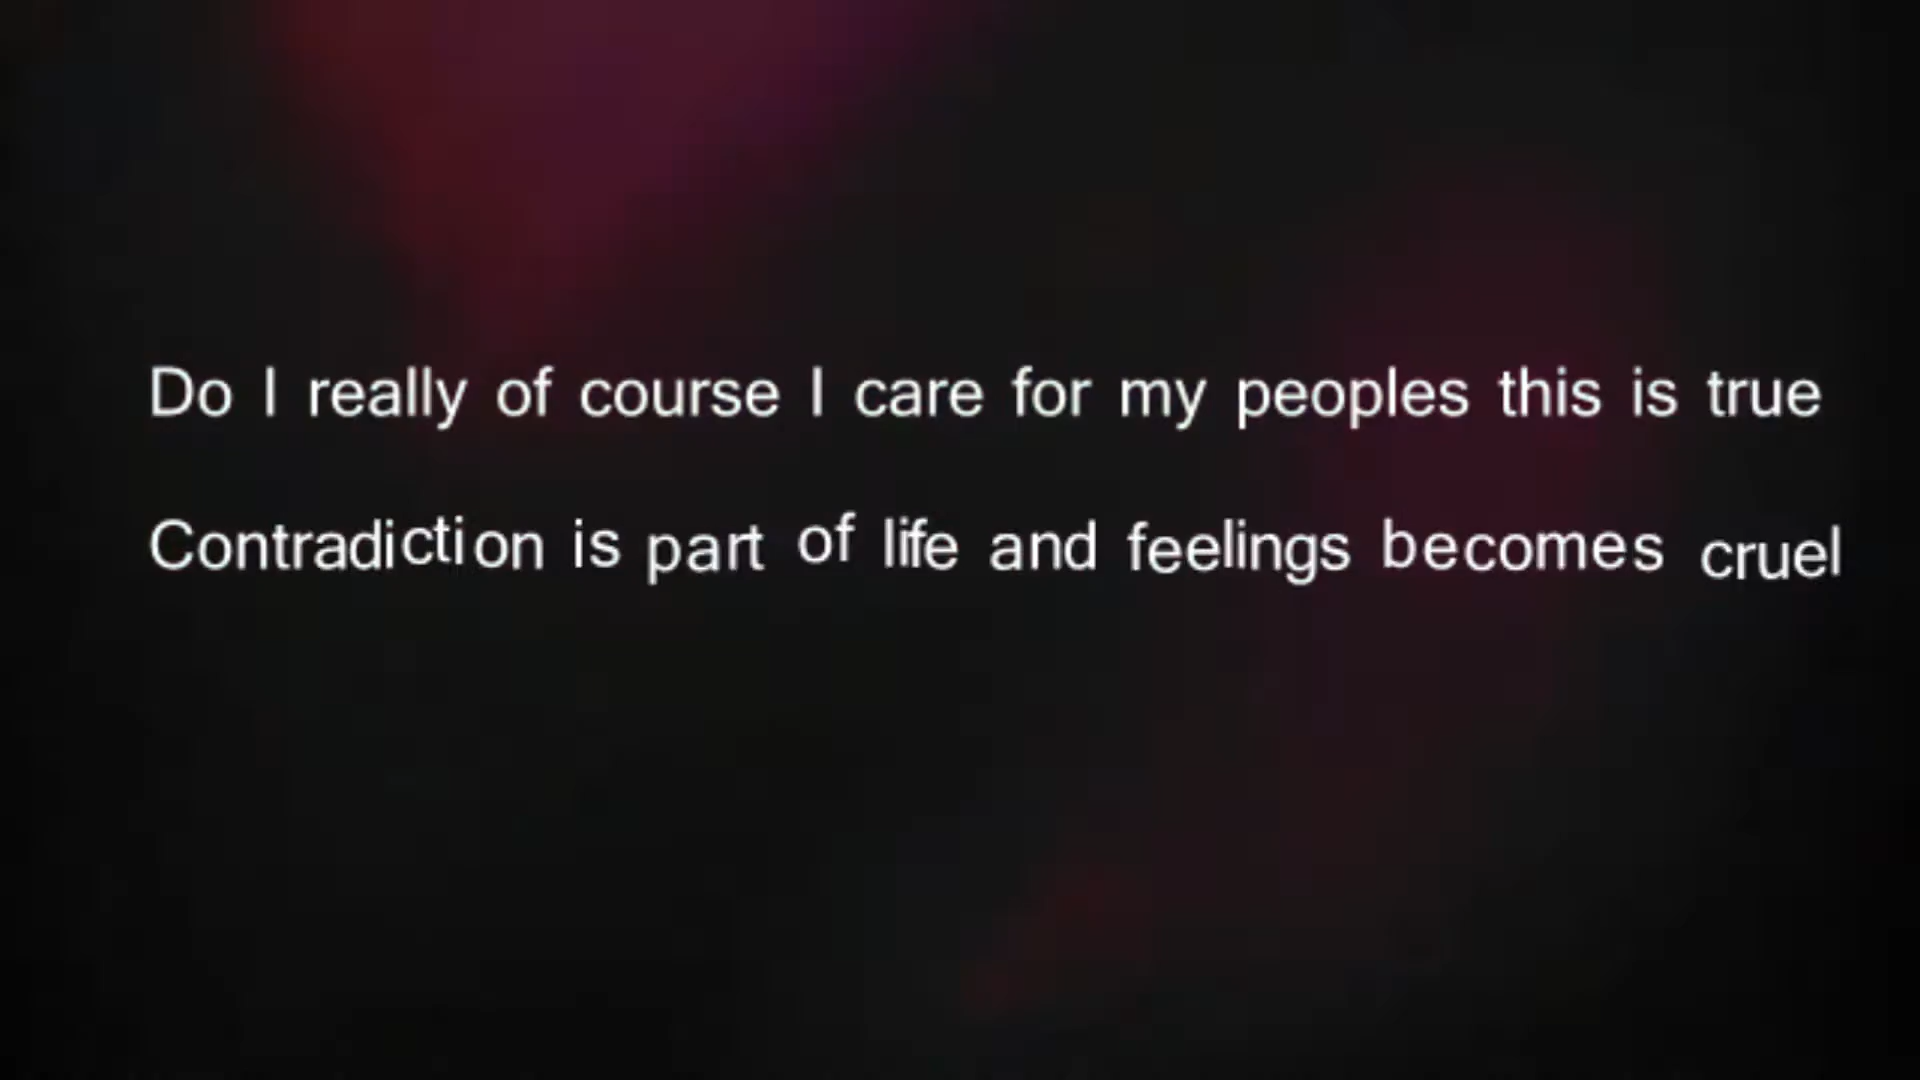 Do I really of course I care for my peoples this is true
Contradiction is part of life and feelings becomes cruel